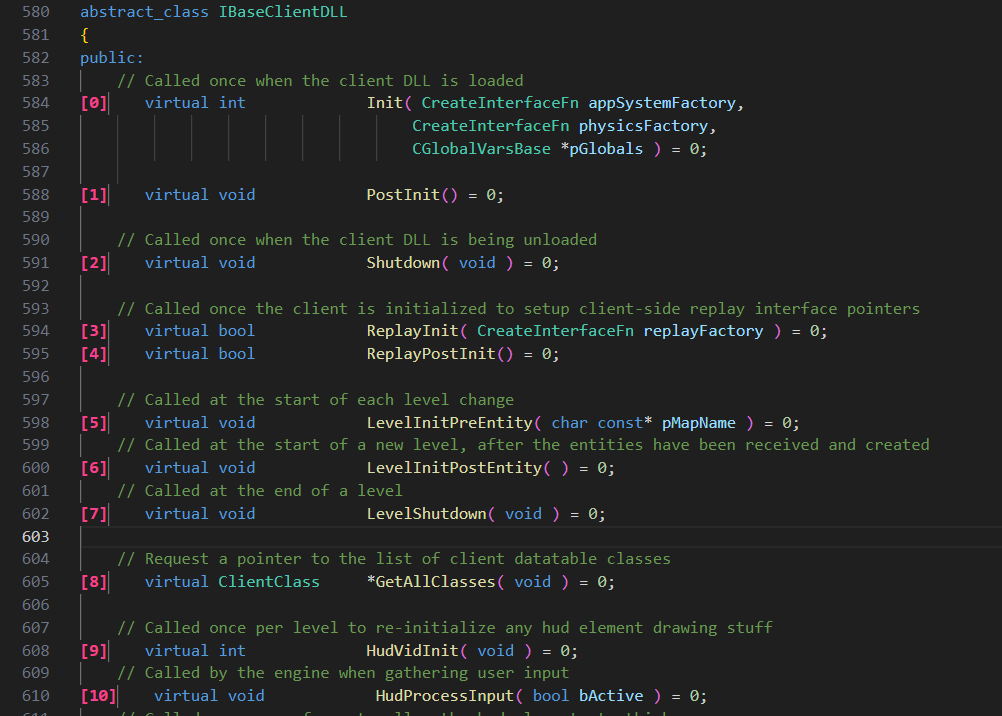 580 abstract_class IBaseClientDLL
581 {
582 public:
583 // Called once when the client DLL is loaded
584 [0] virtual int Init( CreateInterfaceFn appSystemFactory,
585 CreateInterfaceFn physicsFactory,
586 CGlobalVarsBase *pGlobals ) = 0;
587
588 [1] virtual void PostInit() = 0;
589
590 // Called once when the client DLL is being unloaded
591 [2] virtual void Shutdown( void ) = 0;
592
593 // Called once the client is initialized to setup client-side replay interface pointers
594 [3] virtual bool ReplayInit( CreateInterfaceFn replayFactory ) = 0;
595 [4] virtual bool ReplayPostInit() = 0;
596
597 // Called at the start of each level change
598 [5] virtual void LevelInitPreEntity( char const* pMapName ) = 0;
599 // Called at the start of a new level, after the entities have been received and created
600 [6] virtual void LevelInitPostEntity( ) = 0;
601 // Called at the end of a level
602 [7] virtual void LevelShutdown( void ) = 0;
603
604 // Request a pointer to the list of client datatable classes
605 [8] virtual ClientClass *GetAllClasses( void ) = 0;
606
607 // Called once per level to re-initialize any hud element drawing stuff
608 [9] virtual int HudVidInit( void ) = 0;
609 // Called by the engine when gathering user input
610 [10] virtual void HudProcessInput( bool bActive ) = 0;